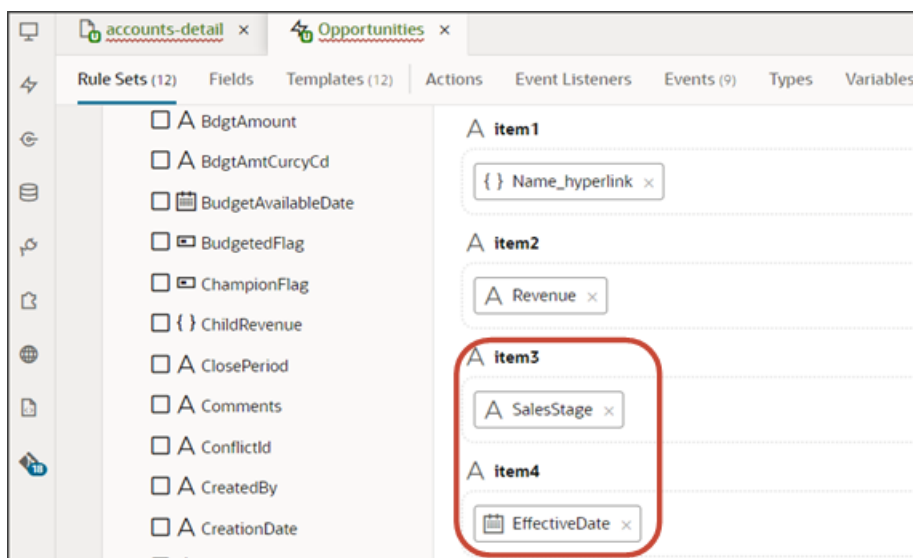 accounts-detail × Opportunities ×
Rule Sets (12) Fields Templates (12) Actions Event Listeners Events (9) Types Variables
BdgtAmount
BdgtAmtCurcyCd
BudgetAvailableDate
BudgetedFlag
ChampionFlag
{ } ChildRevenue
ClosePeriod
Comments
ConflictId
CreatedBy
CreationDate
item1
{ } Name_hyperlink ×
item2
Revenue ×
item3
SalesStage ×
item4
EffectiveDate ×
18